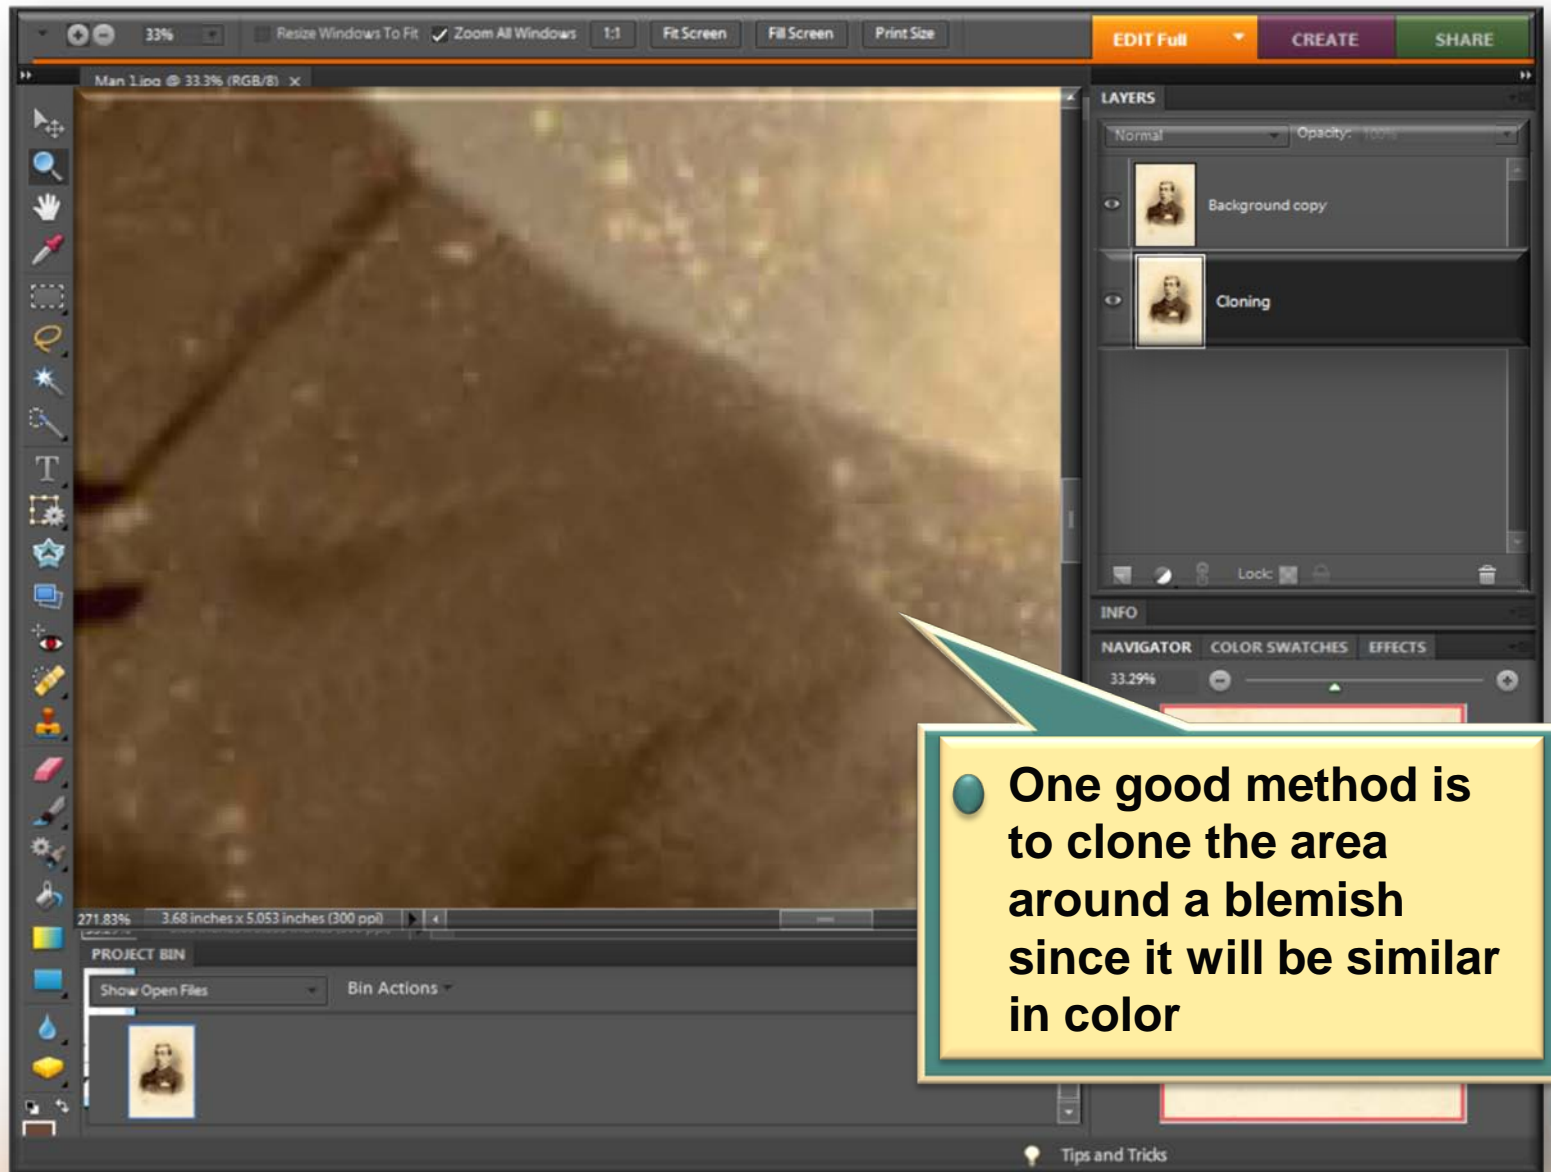 33%
Resize Windows To Fit
Zoom All Windows
1:1
Fit Screen
Fill Screen
Print Size
EDIT Full
CREATE
SHARE
Man 1.jpg @ 33.3% (RGB/8) ×
LAYERS
Normal
Opacity: 100%
Background copy
Cloning
Lock:
INFO
NAVIGATOR COLOR SWATCHES EFFECTS
33.29%
One good method is
to clone the area
around a blemish
since it will be similar
in color
271.83% 3.68 inches x 5.053 inches (300 ppi)
PROJECT BIN
Show Open Files
Bin Actions
Tips and Tricks